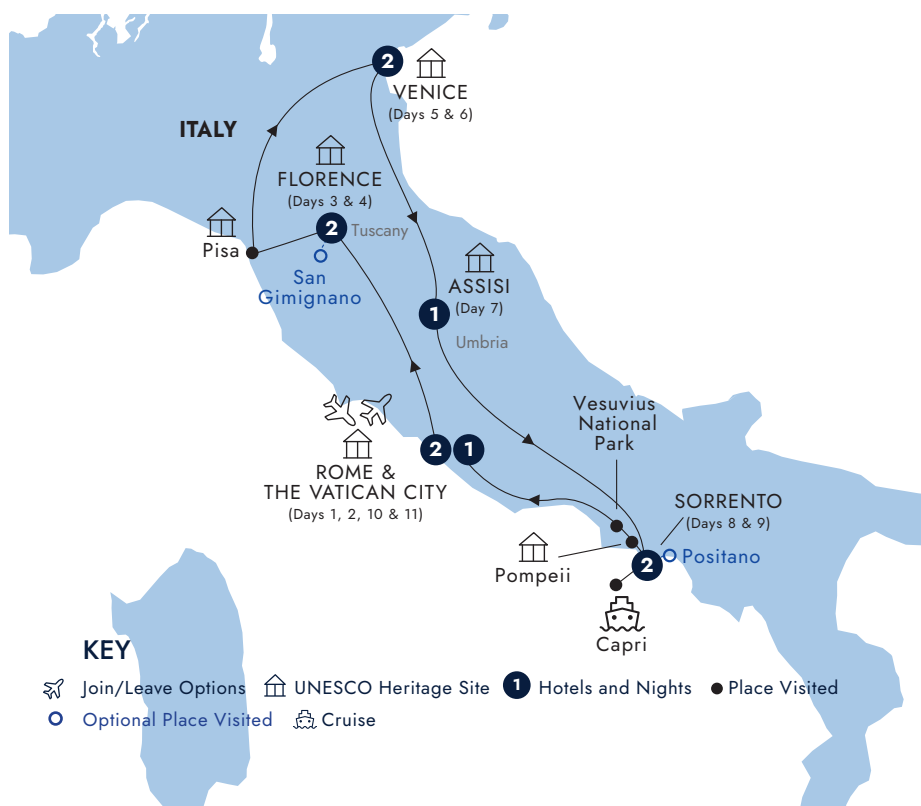 2
VENICE
(Days 5 & 6)
ITALY
FLORENCE
(Days 3 & 4)
2
Tuscany
Pisa
San
Gimignano
ASSISI
(Day 7)
1
Umbria
Vesuvius
National
Park
2
1
ROME &
THE VATICAN CITY
(Days 1, 2, 10 & 11)
SORRENTO
(Days 8 & 9)
Positano
2
Pompeii
Capri
KEY
Join/Leave Options UNESCO Heritage Site 1 Hotels and Nights Place Visited
Optional Place Visited Cruise